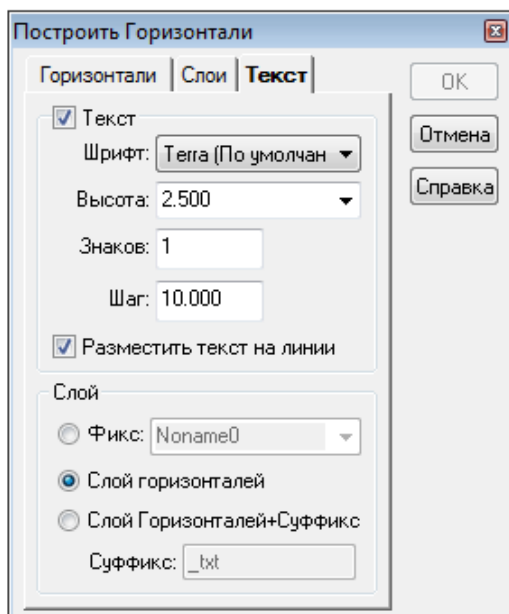 Построить Горизонтали
Горизонтали Слои Текст
OK
Отмена
Справка
Текст
Шрифт: Terra (По умолчан
Высота: 2.500
Знаков: 1
Шаг: 10.000
Разместить текст на линии
Слой
Фикс: Noname0
Слой горизонталей
Слой Горизонталей+Суффикс
Суффикс: _txt